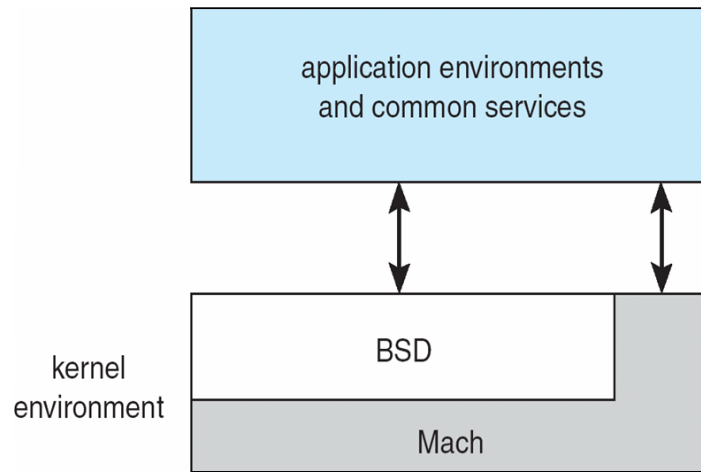 application environments
and common services
BSD
kernel
environment
Mach